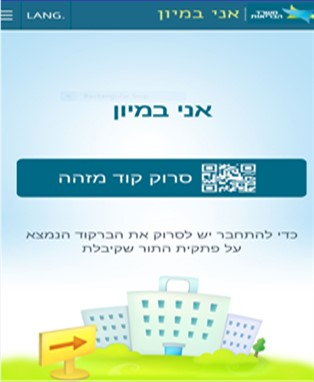 LANG.
אני במיון
משרד
הבריאות
אני במיון
סרוק קוד מזהה
כדי להתחבר יש לסרוק את הברקוד הנמצא
על פתקית התור שקיבלת